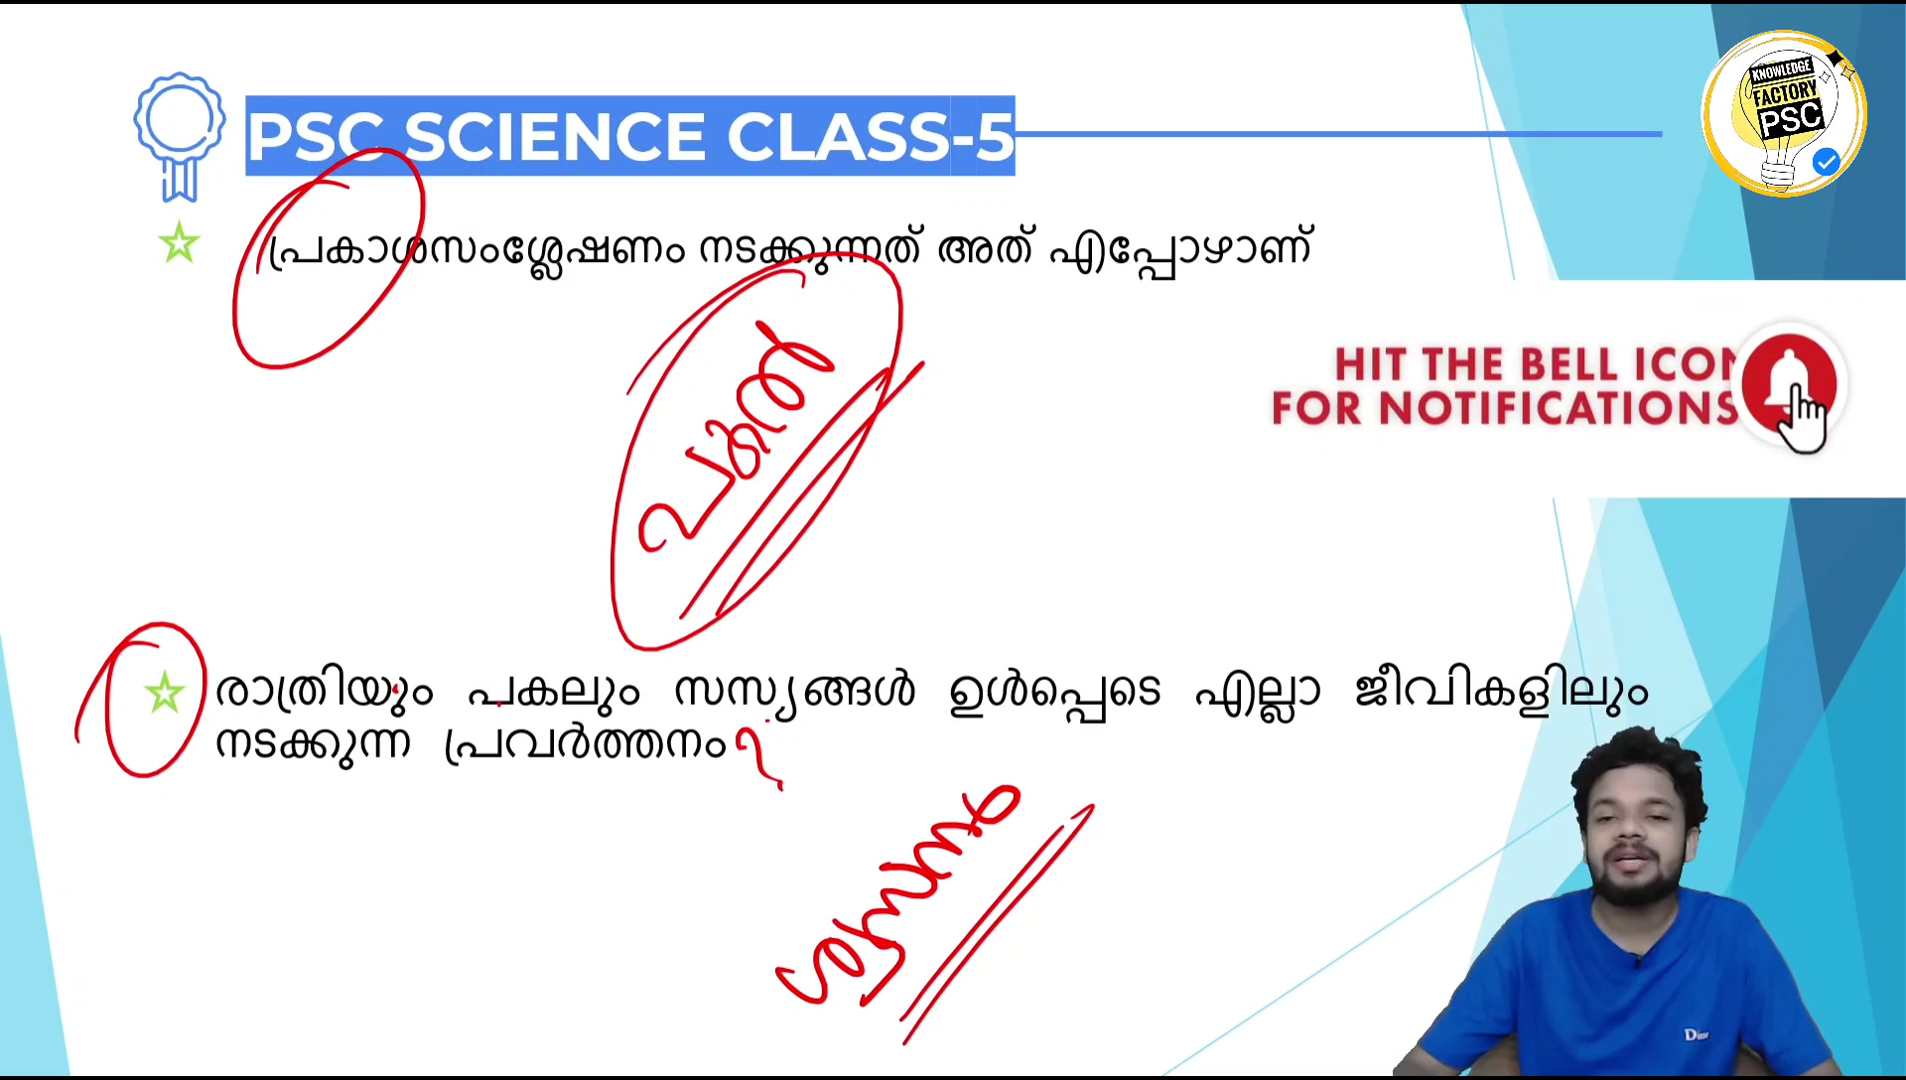 PSC SCIENCE CLASS-5
KNOWLEDGE
FACTORY
PSC
പ്രകാശസംശ്ലേഷണം നടക്കുന്നത് അത് എപ്പോഴാണ്
പകൽ
HIT THE BELL ICON
FOR NOTIFICATIONS
രാത്രിയും പകലും സസ്യങ്ങൾ ഉൾപ്പെടെ എല്ലാ ജീവികളിലും
നടക്കുന്ന പ്രവർത്തനം?
ശ്വസനം
Dior